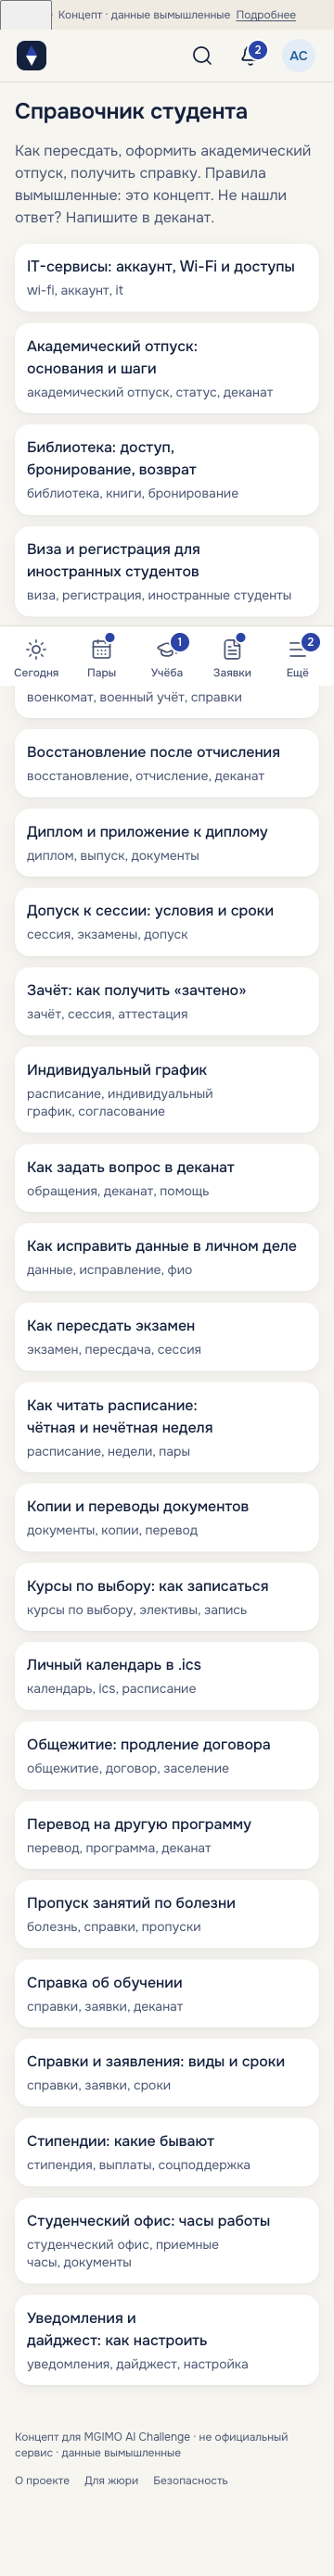 Концепт · данные вымышленные Подробнее
2
АС
Справочник студента
Как пересдать, оформить академический
отпуск, получить справку. Правила
вымышленные: это концепт. Не нашли
ответ? Напишите в деканат.
IT-сервисы: аккаунт, Wi-Fi и доступы
wi-fi, аккаунт, it
Академический отпуск:
основания и шаги
академический отпуск, статус, деканат
Библиотека: доступ,
бронирование, возврат
библиотека, книги, бронирование
Виза и регистрация для
иностранных студентов
виза, регистрация, иностранные студенты
1
2
Сегодня
Пары
Учёба
Заявки
Ещё
военкомат, военный учёт, справки
Восстановление после отчисления
восстановление, отчисление, деканат
Диплом и приложение к диплому
диплом, выпуск, документы
Допуск к сессии: условия и сроки
сессия, экзамены, допуск
Зачёт: как получить «зачтено»
зачёт, сессия, аттестация
Индивидуальный график
расписание, индивидуальный
график, согласование
Как задать вопрос в деканат
обращения, деканат, помощь
Как исправить данные в личном деле
данные, исправление, фио
Как пересдать экзамен
экзамен, пересдача, сессия
Как читать расписание:
чётная и нечётная неделя
расписание, недели, пары
Копии и переводы документов
документы, копии, перевод
Курсы по выбору: как записаться
курсы по выбору, элективы, запись
Личный календарь в .ics
календарь, ics, расписание
Общежитие: продление договора
общежитие, договор, заселение
Перевод на другую программу
перевод, программа, деканат
Пропуск занятий по болезни
болезнь, справки, пропуски
Справка об обучении
справки, заявки, деканат
Справки и заявления: виды и сроки
справки, заявки, сроки
Стипендии: какие бывают
стипендия, выплаты, соцподдержка
Студенческий офис: часы работы
студенческий офис, приемные
часы, документы
Уведомления и
дайджест: как настроить
уведомления, дайджест, настройка
Концепт для MGIMO AI Challenge · не официальный
сервис · данные вымышленные
О проекте Для жюри Безопасность